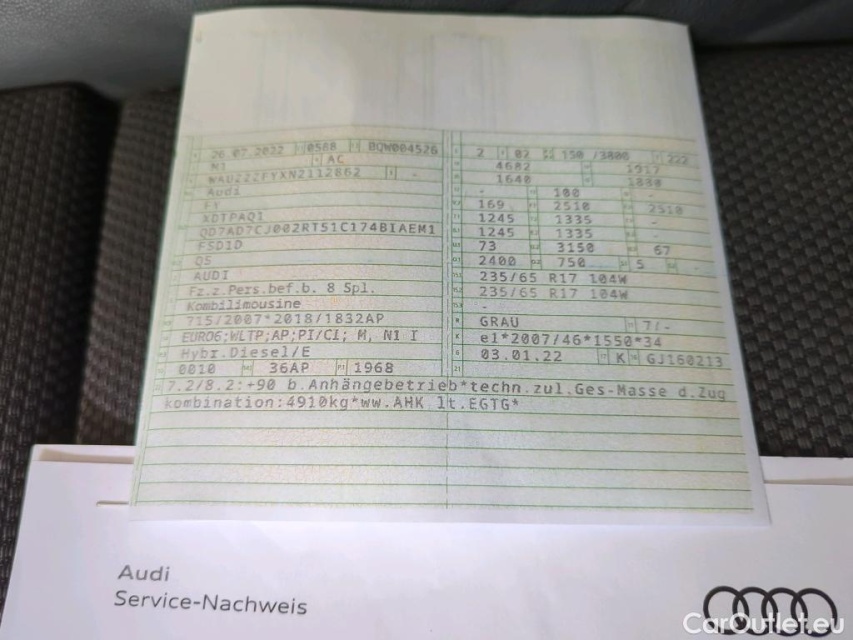 26.07.2022 0588 BQW004526 2 02 150 /3800 222
M1 AC 4682 1917
WAUZZZFYXN2112862 - 1640 1830
Audi - 180
FY 169 2510 2510
XDTPAQ1 1245 1335 -
QD7AD7CJ002RT51C174BIAEM1 1245 1335 -
FSD1D 73 3150 67
Q5 2400 750 5 -
AUDI 235/65 R17 104W
Fz.z.Pers.bef.b. 8 Spl. 235/65 R17 104W
Kombilimousine -
715/2007*2018/1832AP GRAU 7/-
EURO6;WLTP;AP;PI/CI; M, N1 I e1*2007/46*1550*34
Hybr.Diesel/E 03.01.22 K GJ160213
0010 36AP 1968
7.2/8.2:+90 b.Anhängebetrieb*techn.zul.Ges-Masse d.Zug
kombination:4910kg*ww.AHK lt.EGTG*
Audi
Service-Nachweis
CarOutlet.eu